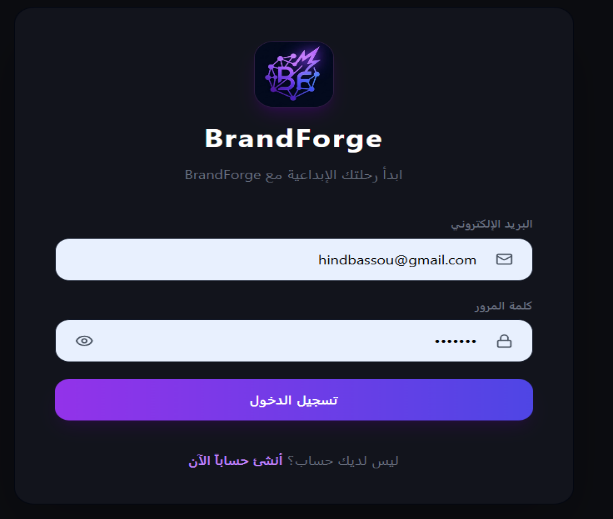 BF
BrandForge
ابدأ رحلتك الإبداعية مع BrandForge
البريد الإلكتروني
hindbassou@gmail.com
كلمة المرور
•••••••
تسجيل الدخول
ليس لديك حساب؟ أنشئ حساباً الآن